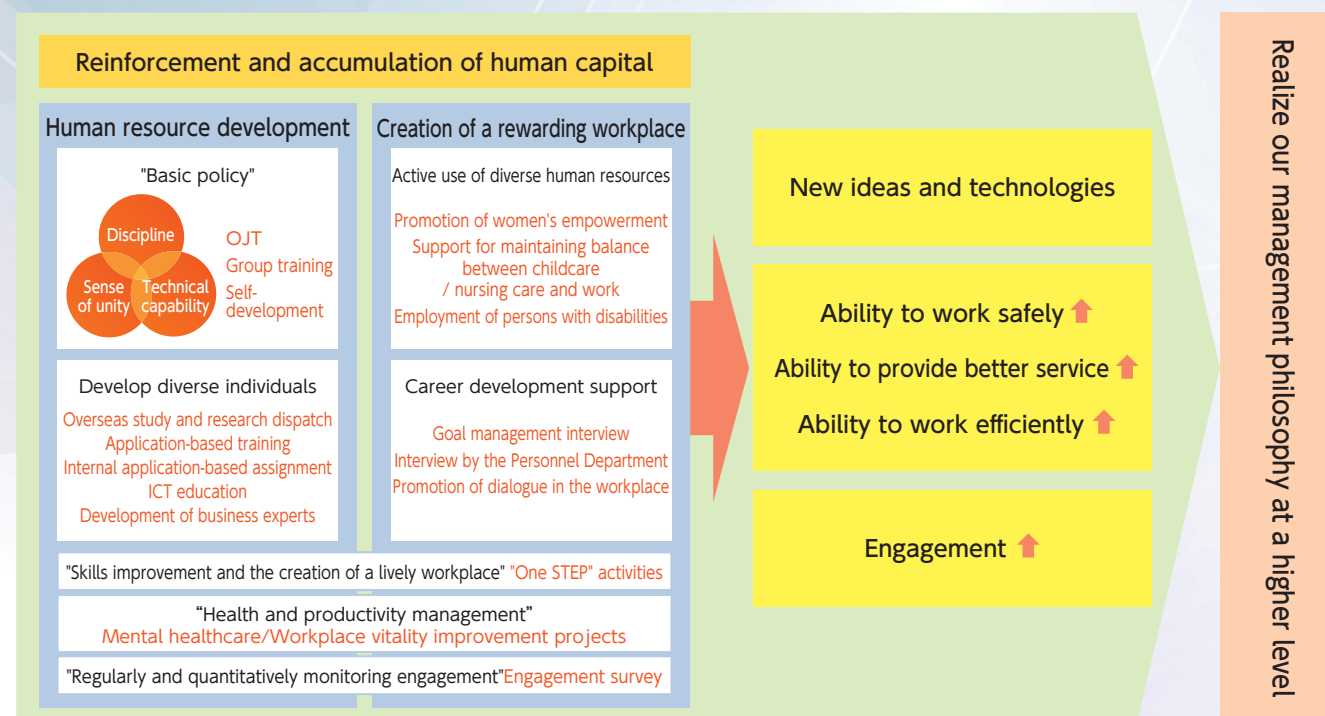 Reinforcement and accumulation of human capital
Human resource development
"Basic policy"
Discipline
Sense
of unity
Technical
capability
OJT
Group training
Self-
development
Develop diverse individuals
Overseas study and research dispatch
Application-based training
Internal application-based assignment
ICT education
Development of business experts
Creation of a rewarding workplace
Active use of diverse human resources
Promotion of women's empowerment
Support for maintaining balance
between childcare
/ nursing care and work
Employment of persons with disabilities
Career development support
Goal management interview
Interview by the Personnel Department
Promotion of dialogue in the workplace
"Skills improvement and the creation of a lively workplace" "One STEP" activities
“Health and productivity management”
Mental healthcare/Workplace vitality improvement projects
"Regularly and quantitatively monitoring engagement"Engagement survey
New ideas and technologies
Ability to work safely
Ability to provide better service
Ability to work efficiently
Engagement
Realize our management philosophy at a higher level